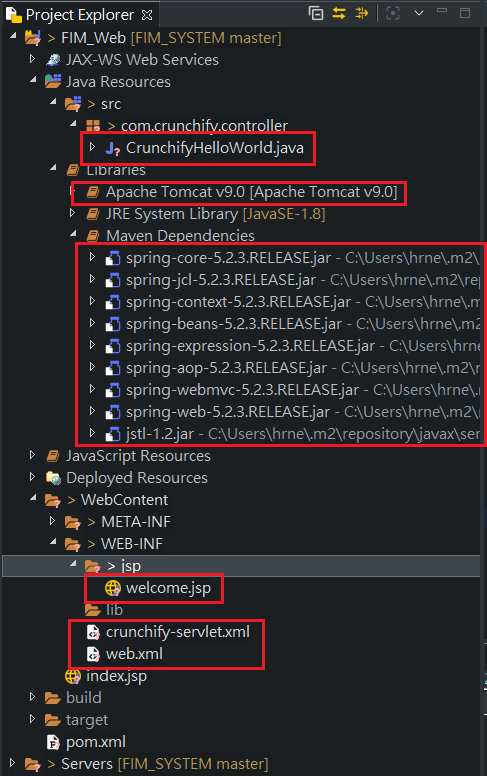 Project Explorer
> FIM_Web [FIM_SYSTEM master]
JAX-WS Web Services
Java Resources
> src
> com.crunchify.controller
CrunchifyHelloWorld.java
Libraries
Apache Tomcat v9.0 [Apache Tomcat v9.0]
JRE System Library [JavaSE-1.8]
Maven Dependencies
spring-core-5.2.3.RELEASE.jar - C:\Users\hrne\.m2\r
spring-jcl-5.2.3.RELEASE.jar - C:\Users\hrne\.m2\rep
spring-context-5.2.3.RELEASE.jar - C:\Users\hrne\.m
spring-beans-5.2.3.RELEASE.jar - C:\Users\hrne\.m2
spring-expression-5.2.3.RELEASE.jar - C:\Users\hrne
spring-aop-5.2.3.RELEASE.jar - C:\Users\hrne\.m2\r
spring-webmvc-5.2.3.RELEASE.jar - C:\Users\hrne\.
spring-web-5.2.3.RELEASE.jar - C:\Users\hrne\.m2\r
jstl-1.2.jar - C:\Users\hrne\.m2\repository\javax\ser
JavaScript Resources
Deployed Resources
> WebContent
> META-INF
> WEB-INF
> jsp
welcome.jsp
lib
crunchify-servlet.xml
web.xml
index.jsp
build
target
pom.xml
> Servers [FIM_SYSTEM master]